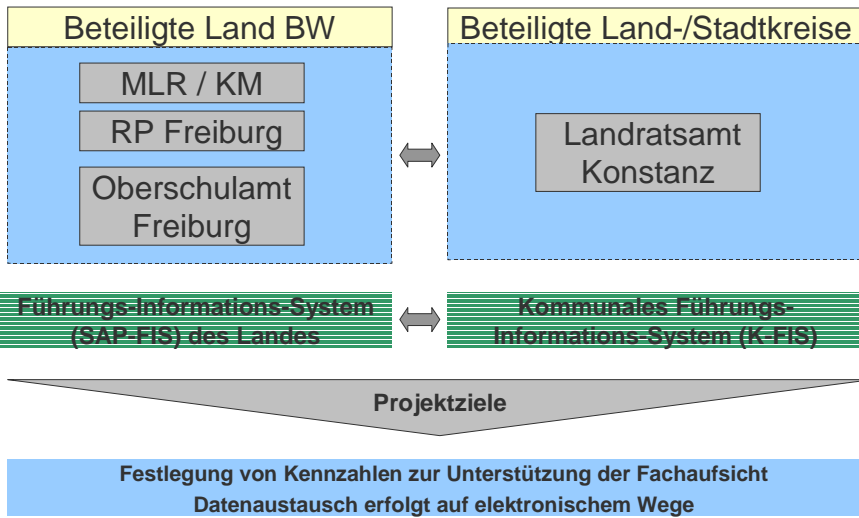 Beteiligte Land BW
Beteiligte Land-/Stadtkreise
MLR / KM
RP Freiburg
Oberschulamt
Freiburg
Landratsamt
Konstanz
Führungs-Informations-System
(SAP-FIS) des Landes
Kommunales Führungs-
Informations-System (K-FIS)
Projektziele
Festlegung von Kennzahlen zur Unterstützung der Fachaufsicht
Datenaustausch erfolgt auf elektronischem Wege